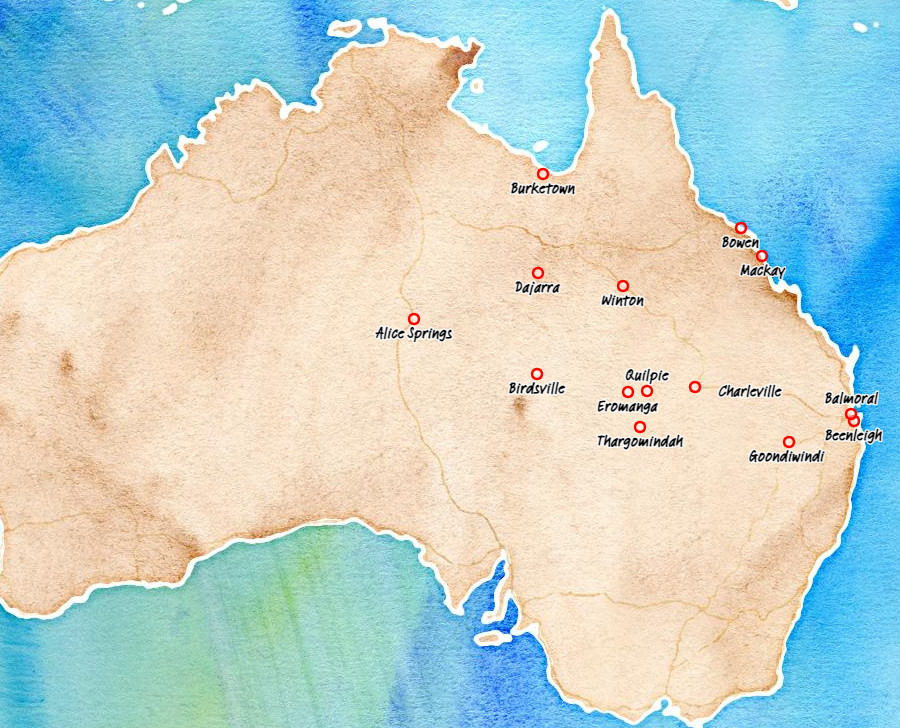 Burketown
Bowen
Mackay
Dajarra
Winton
Alice Springs
Quilpie
Birdsville
Charleville
Balmoral
Eromanga
Beenleigh
Thargomindah
Goondiwindi